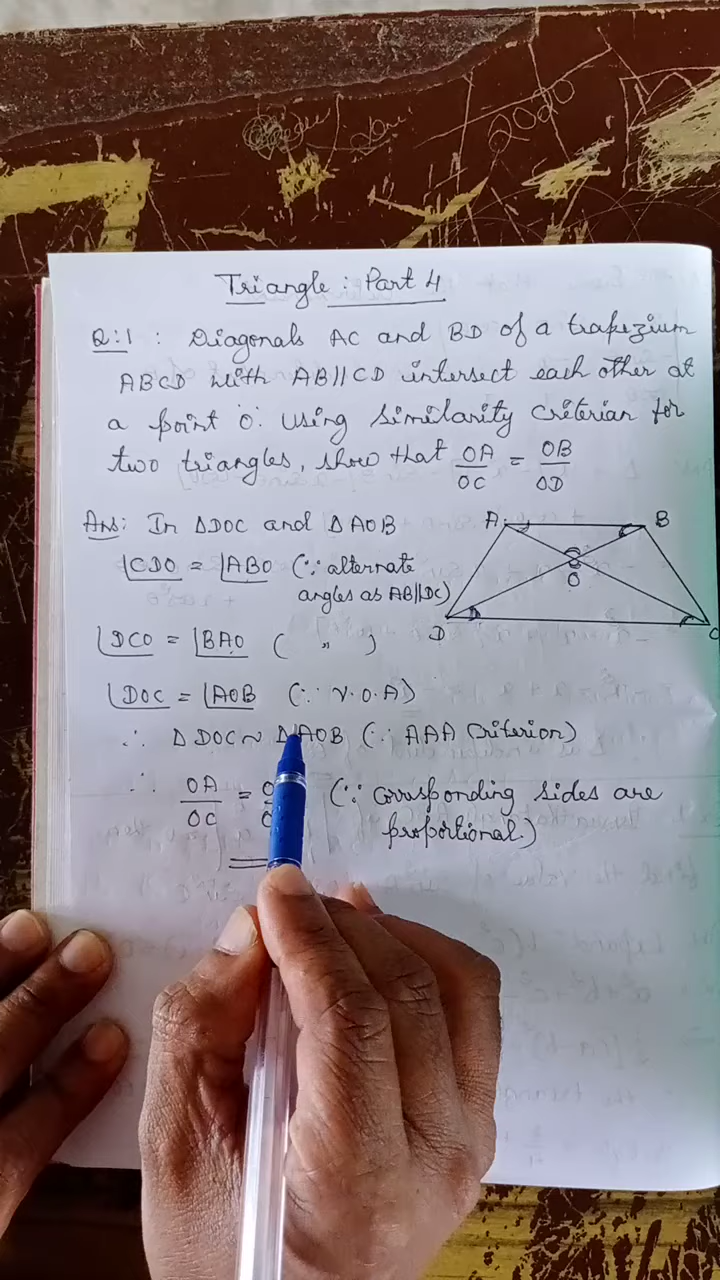 Triangle : Part 4
Q:1 : Diagonals AC and BD of a trapezium
ABCD with AB||CD intersect each other at
a point O. Using similarity criterian for
two triangles, show that OA/OC = OB/OD
Ans: In ΔDOC and ΔAOB
∠CDO = ∠ABO (∵ alternate
angles as AB||DC)
∠DCO = ∠BAO ( " )
∠DOC = ∠AOB (∵ V.O.A)
∴ ΔDOC ~ ΔAOB (∵ AAA Criterion)
∴ OA/OC = (∵ corresponding sides are
proportional)
A
B
O
D
C
2020